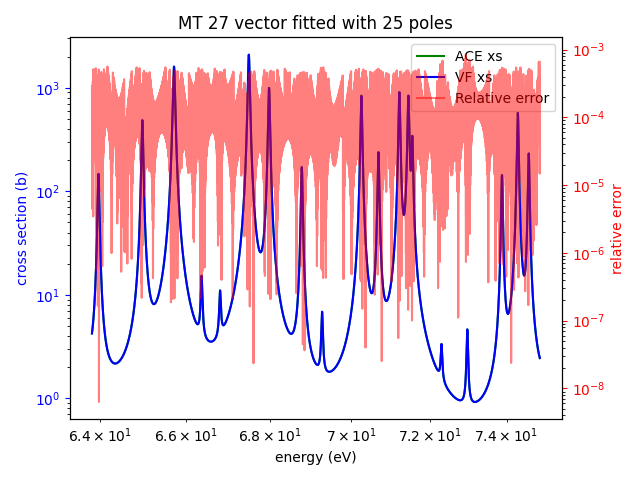 MT 27 vector fitted with 25 poles
ACE xs
VF xs
Relative error
cross section (b)
10³
10²
10¹
10⁰
relative error
10⁻³
10⁻⁴
10⁻⁵
10⁻⁶
10⁻⁷
10⁻⁸
6.4 × 10¹ 6.6 × 10¹ 6.8 × 10¹ 7 × 10¹ 7.2 × 10¹ 7.4 × 10¹
energy (eV)